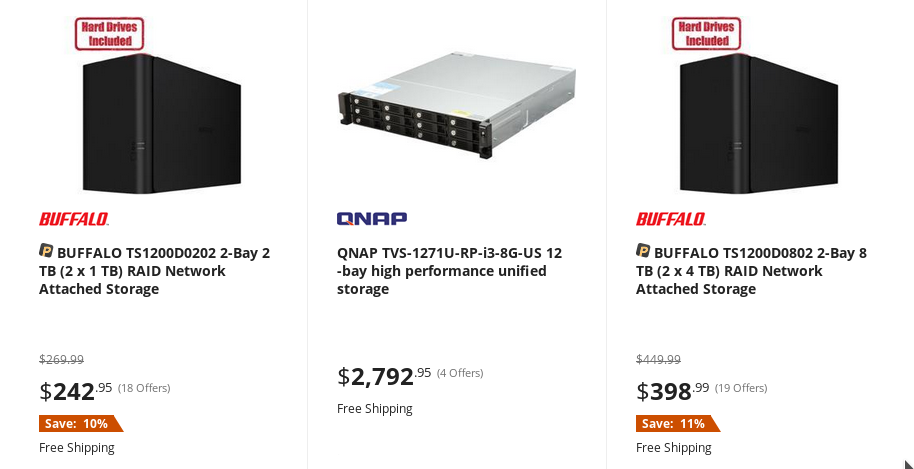 Hard Drives
Included
BUFFALO
BUFFALO TS1200D0202 2-Bay 2
TB (2 x 1 TB) RAID Network
Attached Storage
$269.99
$242.95 (18 Offers)
Save: 10%
Free Shipping
QNAP
QNAP TVS-1271U-RP-i3-8G-US 12
-bay high performance unified
storage
$2,792.95 (4 Offers)
Free Shipping
Hard Drives
Included
BUFFALO
BUFFALO TS1200D0802 2-Bay 8
TB (2 x 4 TB) RAID Network
Attached Storage
$449.99
$398.99 (19 Offers)
Save: 11%
Free Shipping